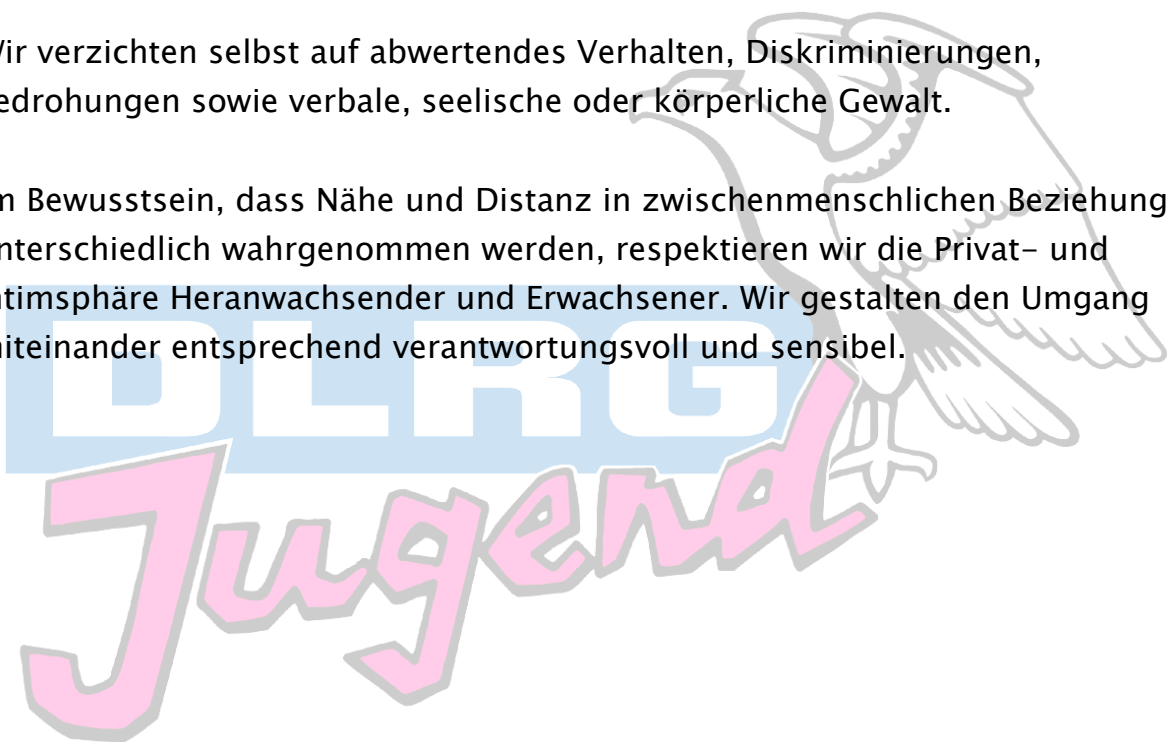 Wir verzichten selbst auf abwertendes Verhalten, Diskriminierungen,
edrohungen sowie verbale, seelische oder körperliche Gewalt.
m Bewusstsein, dass Nähe und Distanz in zwischenmenschlichen Beziehung
nterschiedlich wahrgenommen werden, respektieren wir die Privat- und
ntimsphäre Heranwachsender und Erwachsener. Wir gestalten den Umgang
miteinander entsprechend verantwortungsvoll und sensibel.
DLRG
Jugend